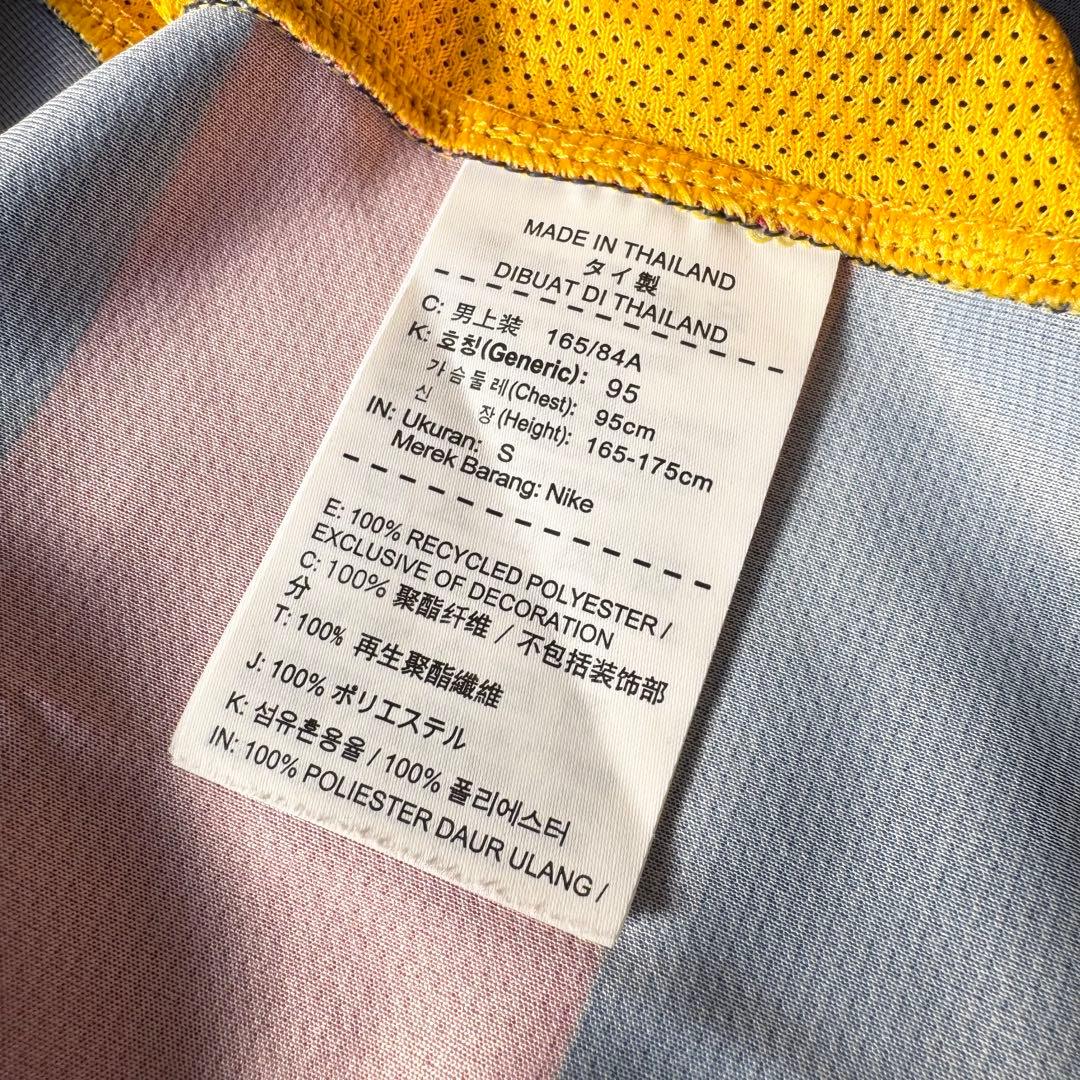 MADE IN THAILAND
タイ製
DIBUAT DI THAILAND
C: 男上装 165/84A
K: 호칭(Generic): 95
가슴둘레(Chest): 95cm
신 장(Height): 165-175cm
IN: Ukuran: S
Merek Barang: Nike
E: 100% RECYCLED POLYESTER /
EXCLUSIVE OF DECORATION
C: 100% 聚酯纤维 / 不包括装饰部
分
T: 100% 再生聚酯纖維
J: 100% ポリエステル
K: 섬유혼용율 / 100% 폴리에스터
IN: 100% POLIESTER DAUR ULANG /